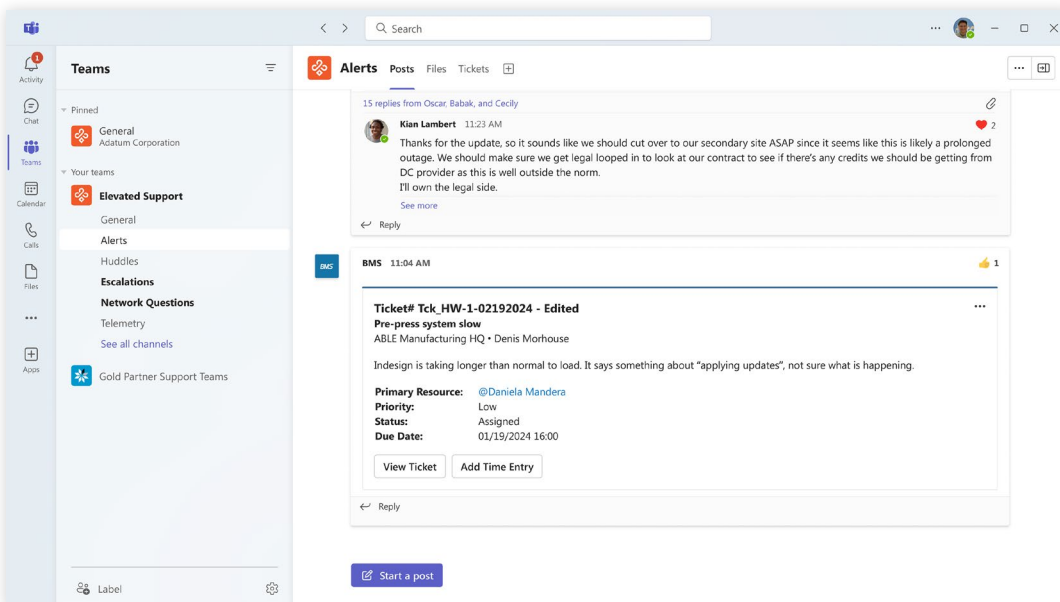 Search
1
Activity
Chat
Teams
Calendar
Calls
Files
Apps
Teams
Pinned
General
Adatum Corporation
Your teams
Elevated Support
General
Alerts
Huddles
Escalations
Network Questions
Telemetry
See all channels
Gold Partner Support Teams
Label
Alerts Posts Files Tickets
15 replies from Oscar, Babak, and Cecily
Kian Lambert 11:23 AM
2
Thanks for the update, so it sounds like we should cut over to our secondary site ASAP since it seems like this is likely a prolonged
outage. We should make sure we get legal looped in to look at our contract to see if there's any credits we should be getting from
DC provider as this is well outside the norm.
I'll own the legal side.
See more
Reply
BMS
BMS 11:04 AM
1
Ticket# Tck_HW-1-02192024 - Edited
Pre-press system slow
ABLE Manufacturing HQ • Denis Morhouse
Indesign is taking longer than normal to load. It says something about “applying updates”, not sure what is happening.
Primary Resource: @Daniela Mandera
Priority: Low
Status: Assigned
Due Date: 01/19/2024 16:00
View Ticket
Add Time Entry
Reply
Start a post